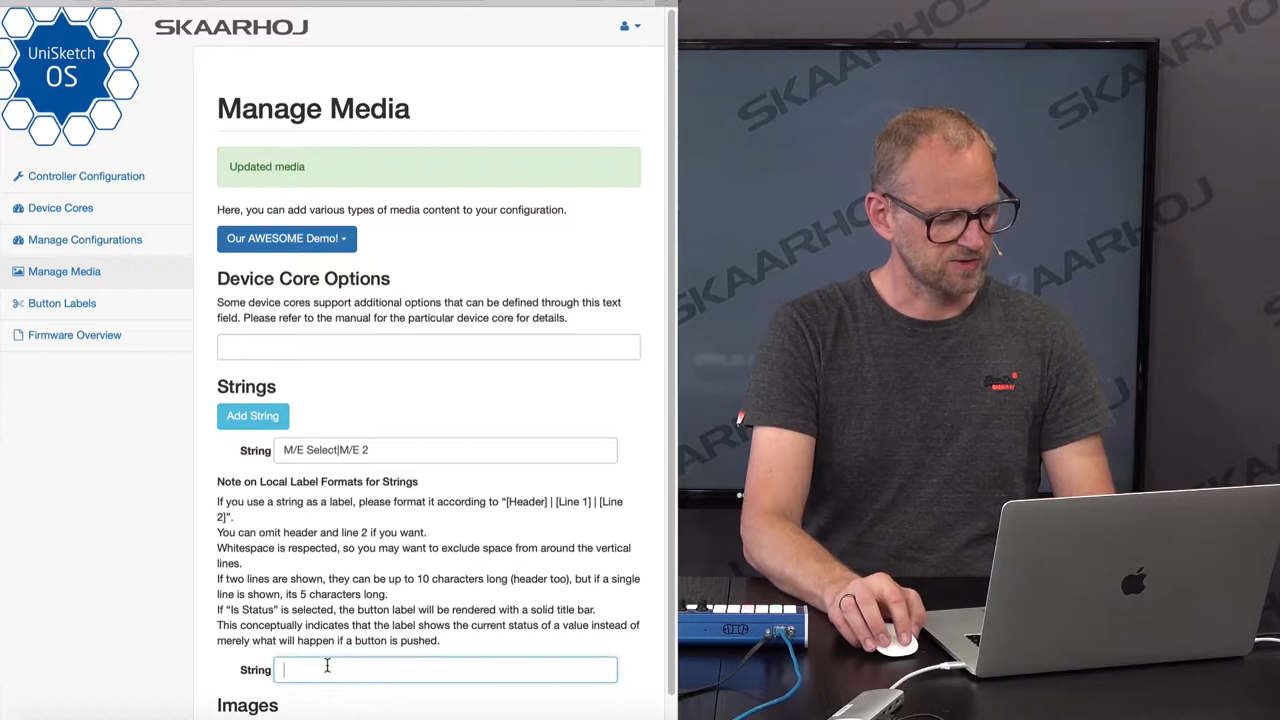 UniSketch
OS
SKAARHOJ
Controller Configuration
Device Cores
Manage Configurations
Manage Media
Button Labels
Firmware Overview
Manage Media
Updated media
Here, you can add various types of media content to your configuration.
Our AWESOME Demo!
Device Core Options
Some device cores support additional options that can be defined through this text
field. Please refer to the manual for the particular device core for details.
Strings
Add String
String M/E Select|M/E 2
Note on Local Label Formats for Strings
If you use a string as a label, please format it according to “[Header] | [Line 1] | [Line
2]”.
You can omit header and line 2 if you want.
Whitespace is respected, so you may want to exclude space from around the vertical
lines.
If two lines are shown, they can be up to 10 characters long (header too), but if a single
line is shown, its 5 characters long.
If “Is Status” is selected, the button label will be rendered with a solid title bar.
This conceptually indicates that the label shows the current status of a value instead of
merely what will happen if a button is pushed.
String
Images
SKAARHOJ
SKAARHOJ
SKAARHOJ
SKAARHOJ